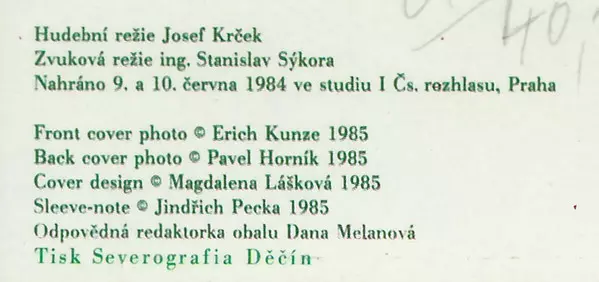 Hudební režie Josef Krček
Zvuková režie ing. Stanislav Sýkora
Nahráno 9. a 10. června 1984 ve studiu I Čs. rozhlasu, Praha
Front cover photo © Erich Kunze 1985
Back cover photo © Pavel Horník 1985
Cover design © Magdalena Lášková 1985
Sleeve-note © Jindřich Pecka 1985
Odpovědná redaktorka obalu Dana Melanová
Tisk Severografia Děčín